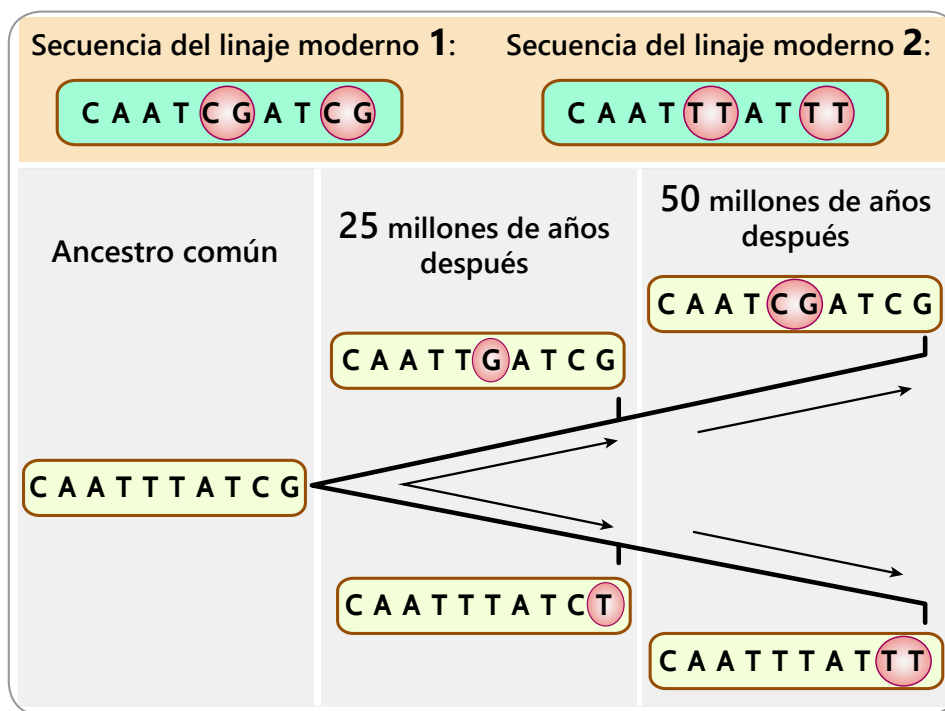 Secuencia del linaje moderno 1:
Secuencia del linaje moderno 2:
C A A T C G A T C G
C A A T T T A T T T
Ancestro común
25 millones de años
después
50 millones de años
después
C A A T C G A T C G
C A A T T G A T C G
C A A T T T A T C G
C A A T T T A T C T
C A A T T T A T T T